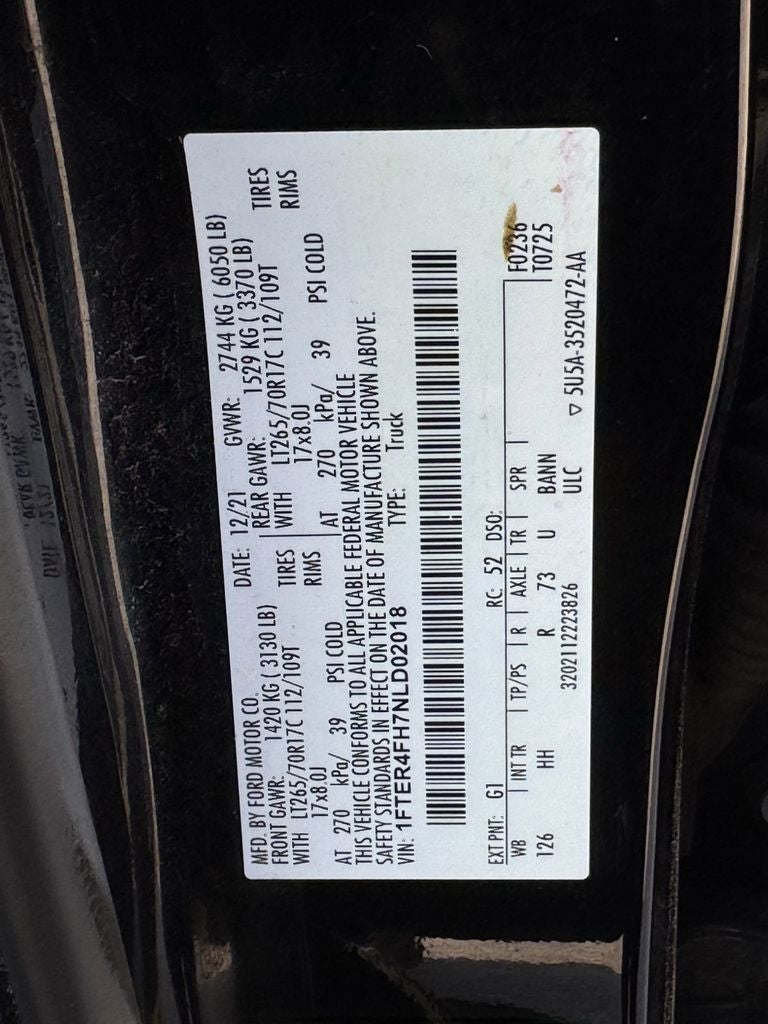 MFD. BY FORD MOTOR CO. DATE: 12/21 GVWR: 2744 KG ( 6050 LB)
FRONT GAWR: 1420 KG ( 3130 LB) REAR GAWR: 1529 KG ( 3370 LB)
WITH LT265/70R17C 112/109T TIRES WITH LT265/70R17C 112/109T TIRES
17x8.0J RIMS 17x8.0J RIMS
AT 270 kPa/ 39 PSI COLD AT 270 kPa/ 39 PSI COLD
THIS VEHICLE CONFORMS TO ALL APPLICABLE FEDERAL MOTOR VEHICLE
SAFETY STANDARDS IN EFFECT ON THE DATE OF MANUFACTURE SHOWN ABOVE.
VIN: 1FTER4FH7NLD02018 TYPE: Truck
EXT PNT: G1 RC: 52 DSO: F0236
WB INT TR TP/PS R AXLE TR SPR T0725
126 HH R 73 U BANN
ULC
3202112223826 ▽ 5U5A-3520472-AA